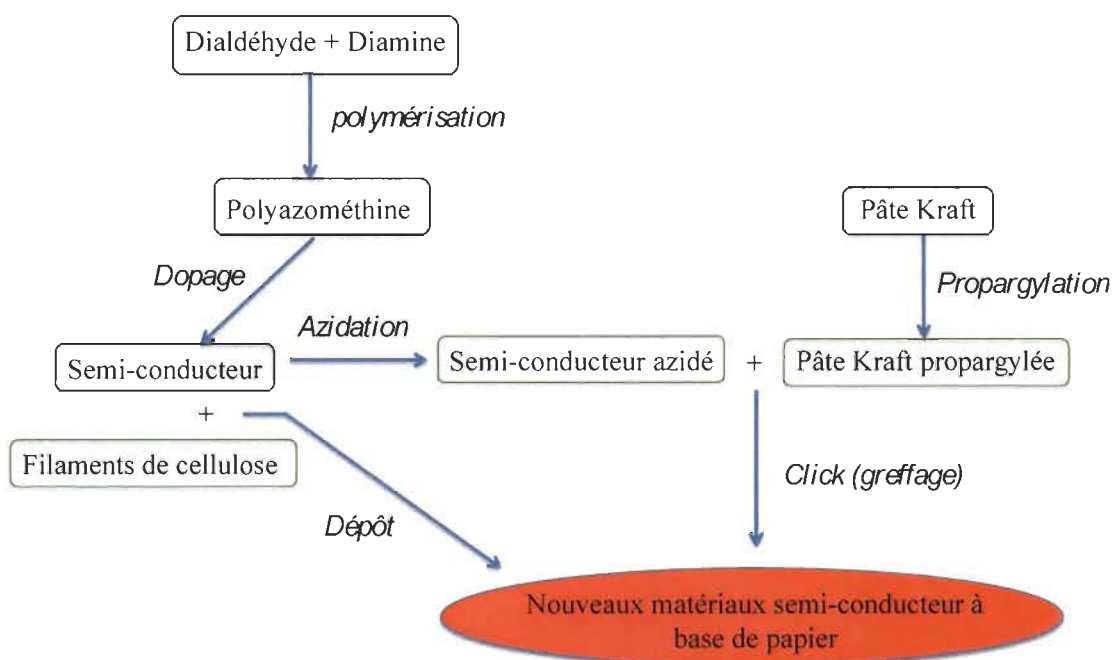 Dialdéhyde + Diamine
polymérisation
Polyazométhine
Pâte Kraft
Dopage
Propargylation
Azidation
Semi-conducteur
Semi-conducteur azidé + Pâte Kraft propargylée
+
Filaments de cellulose
Click (greffage)
Dépôt
Nouveaux matériaux semi-conducteur à
base de papier